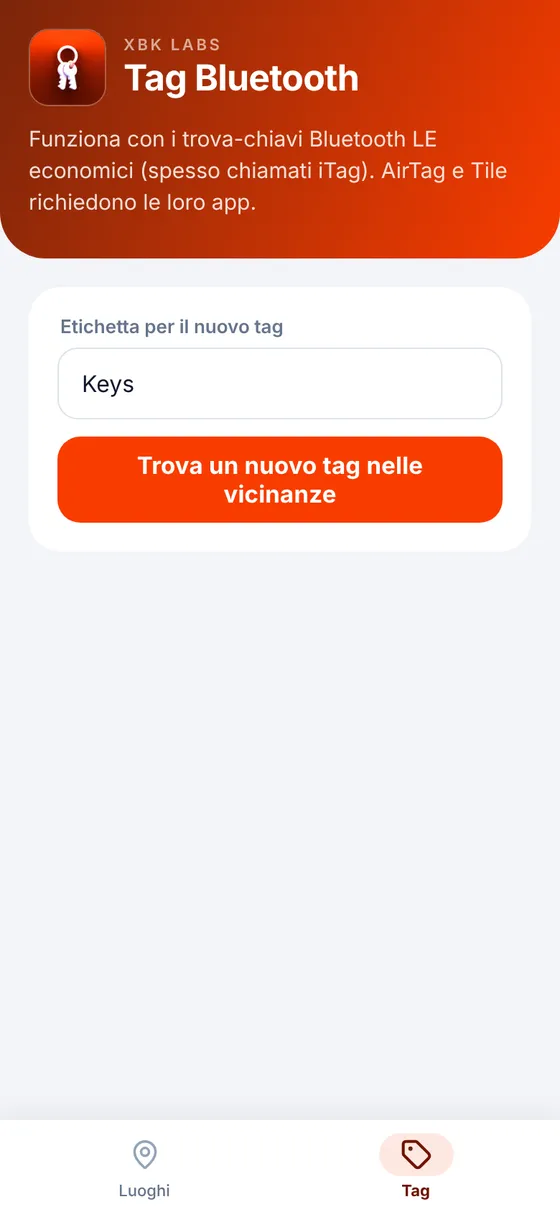 XBK LABS
Tag Bluetooth
Funziona con i trova-chiavi Bluetooth LE
economici (spesso chiamati iTag). AirTag e Tile
richiedono le loro app.
Etichetta per il nuovo tag
Keys
Trova un nuovo tag nelle
vicinanze
Luoghi
Tag